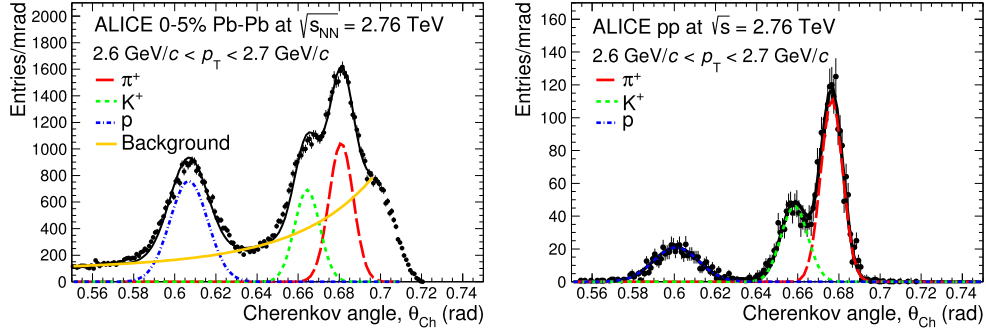 Entries/mrad
2000
1800
1600
1400
1200
1000
800
600
400
200
0
ALICE 0-5% Pb-Pb at √sNN = 2.76 TeV
2.6 GeV/c < pT < 2.7 GeV/c
π+
K+
p
Background
0.56 0.58 0.6 0.62 0.64 0.66 0.68 0.7 0.72 0.74
Cherenkov angle, θCh (rad)
Entries/mrad
160
140
120
100
80
60
40
20
0
ALICE pp at √s = 2.76 TeV
2.6 GeV/c < pT < 2.7 GeV/c
π+
K+
p
0.56 0.58 0.6 0.62 0.64 0.66 0.68 0.7 0.72 0.74
Cherenkov angle, θCh (rad)